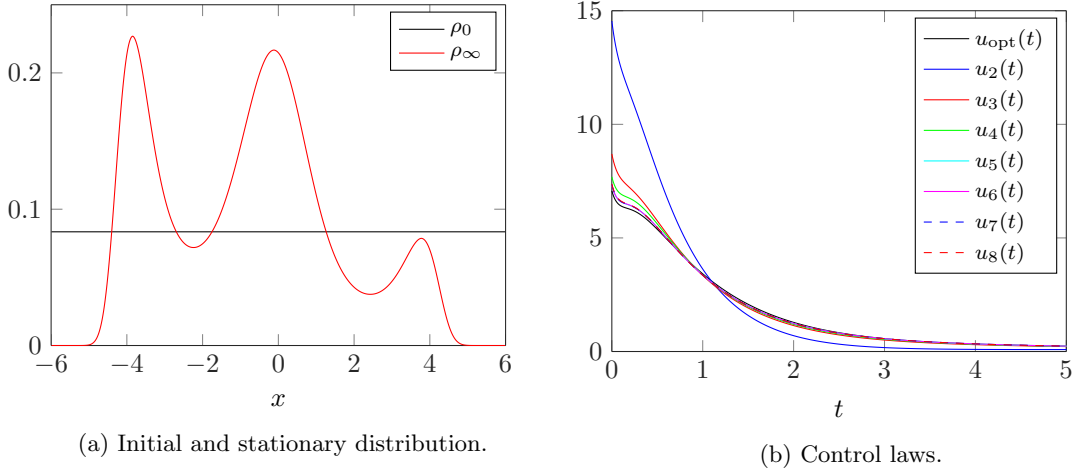 0.2
0.1
0
−6
−4
−2
0
2
4
6
x
ρ0
ρ∞
(a) Initial and stationary distribution.
15
10
5
0
0
1
2
3
4
5
t
uopt(t)
u2(t)
u3(t)
u4(t)
u5(t)
u6(t)
u7(t)
u8(t)
(b) Control laws.